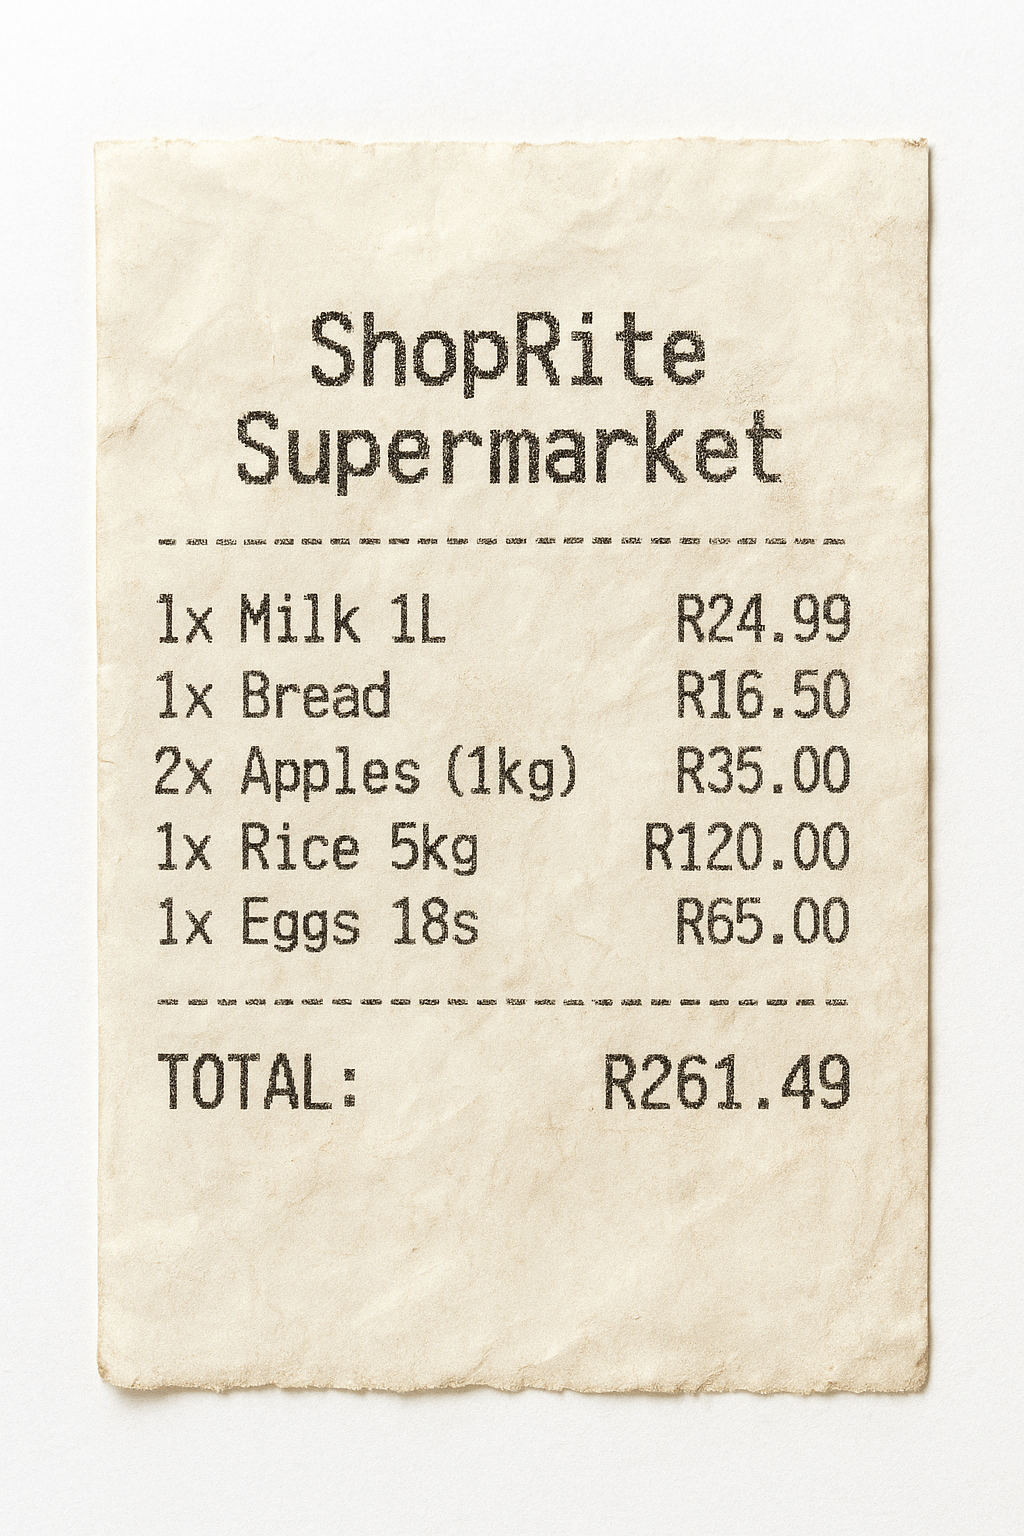 ShopRite
Supermarket
------------------------
1x Milk 1L R24.99
1x Bread R16.50
2x Apples (1kg) R35.00
1x Rice 5kg R120.00
1x Eggs 18s R65.00
------------------------
TOTAL: R261.49